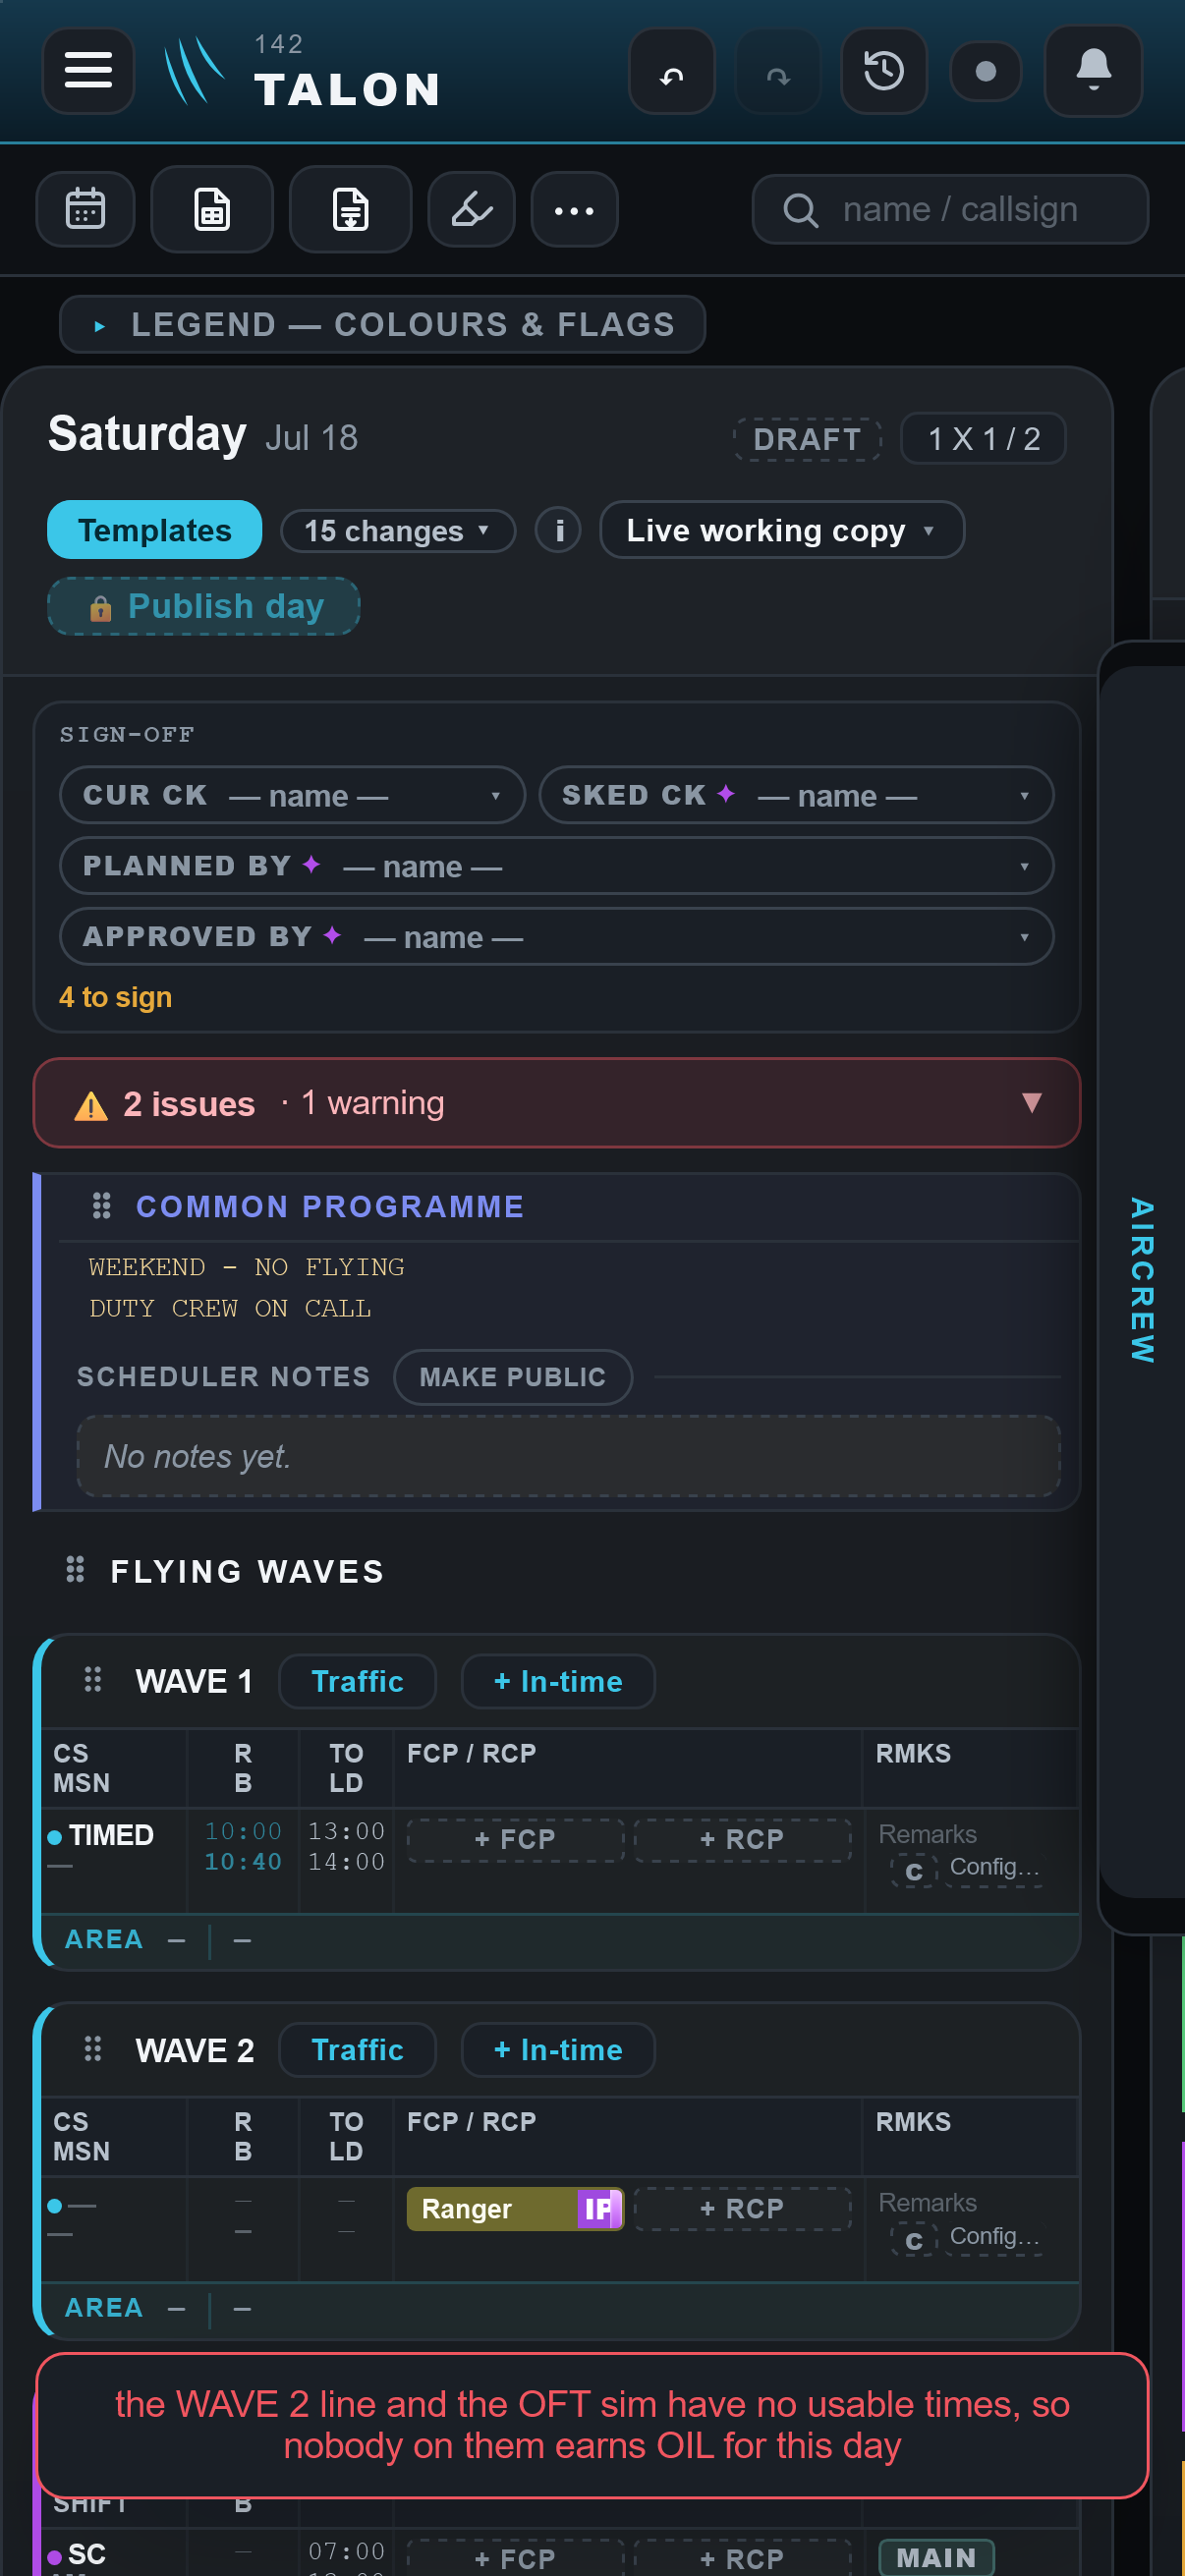 142
TALON
name / callsign
LEGEND — COLOURS & FLAGS
Saturday Jul 18 DRAFT 1 X 1 / 2
Templates 15 changes ▾ i Live working copy ▾
Publish day
SIGN-OFF
CUR CK — name — SKED CK ✦ — name —
PLANNED BY ✦ — name —
APPROVED BY ✦ — name —
4 to sign
2 issues · 1 warning
COMMON PROGRAMME
WEEKEND – NO FLYING
DUTY CREW ON CALL
SCHEDULER NOTES MAKE PUBLIC
No notes yet.
AIRCREW
FLYING WAVES
WAVE 1 Traffic + In-time
CS R TO FCP / RCP RMKS
MSN B LD
TIMED 10:00 13:00 + FCP + RCP Remarks
— 10:40 14:00 C Config…
AREA – | –
WAVE 2 Traffic + In-time
CS R TO FCP / RCP RMKS
MSN B LD
— — — Ranger IP + RCP Remarks
— — — C Config…
AREA – | –
the WAVE 2 line and the OFT sim have no usable times, so
nobody on them earns OIL for this day
SHIFT B
SC — 07:00 + FCP + RCP MAIN